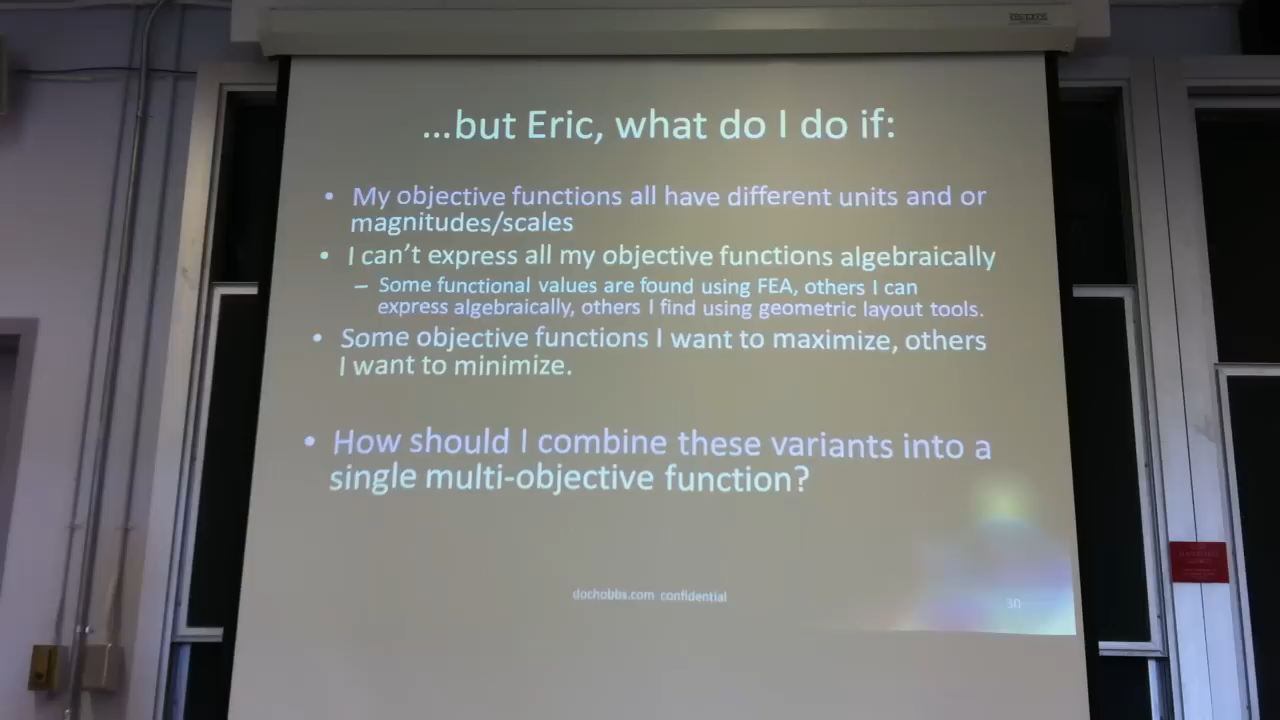 ...but Eric, what do I do if:
• My objective functions all have different units and or
magnitudes/scales
• I can't express all my objective functions algebraically
– Some functional values are found using FEA, others I can
express algebraically, others I find using geometric layout tools.
• Some objective functions I want to maximize, others
I want to minimize.
• How should I combine these variants into a
single multi-objective function?
dochobbs.com confidential
30